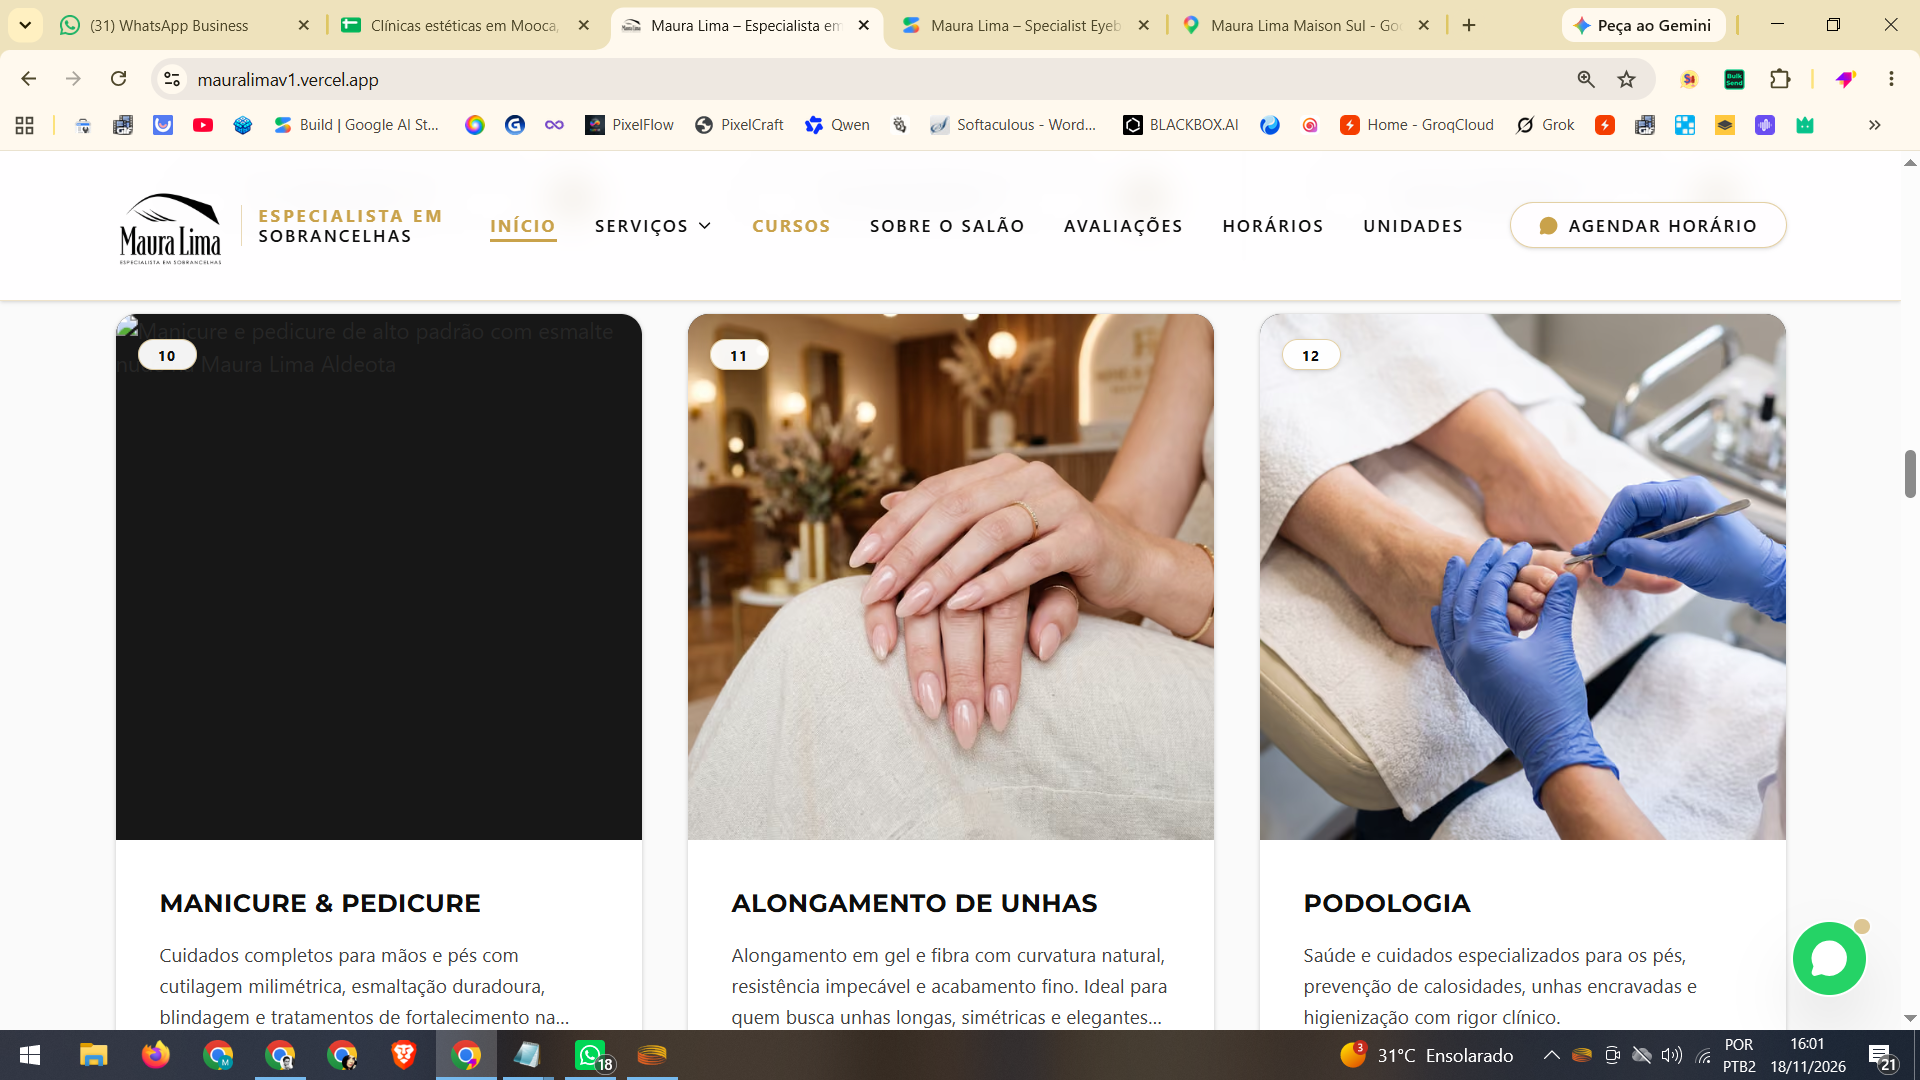 (31) WhatsApp Business
Clínicas estéticas em Mooca,
Maura Lima – Especialista em
Maura Lima – Specialist Eyeb
Maura Lima Maison Sul - Goo
Peça ao Gemini
mauralimav1.vercel.app
Build | Google AI St...
PixelFlow
PixelCraft
Qwen
Softaculous - Word...
BLACKBOX.AI
Home - GroqCloud
Grok
Maura Lima
ESPECIALISTA EM SOBRANCELHAS
ESPECIALISTA EM
SOBRANCELHAS
INÍCIO
SERVIÇOS
CURSOS
SOBRE O SALÃO
AVALIAÇÕES
HORÁRIOS
UNIDADES
AGENDAR HORÁRIO
Manicure e pedicure de alto padrão com esmalte
Maura Lima Aldeota
10
11
12
MANICURE & PEDICURE
Cuidados completos para mãos e pés com
cutilagem milimétrica, esmaltação duradoura,
blindagem e tratamentos de fortalecimento na...
ALONGAMENTO DE UNHAS
Alongamento em gel e fibra com curvatura natural,
resistência impecável e acabamento fino. Ideal para
quem busca unhas longas, simétricas e elegantes...
PODOLOGIA
Saúde e cuidados especializados para os pés,
prevenção de calosidades, unhas encravadas e
higienização com rigor clínico.
18
3
31°C Ensolarado
POR
PTB2
16:01
18/11/2026
21